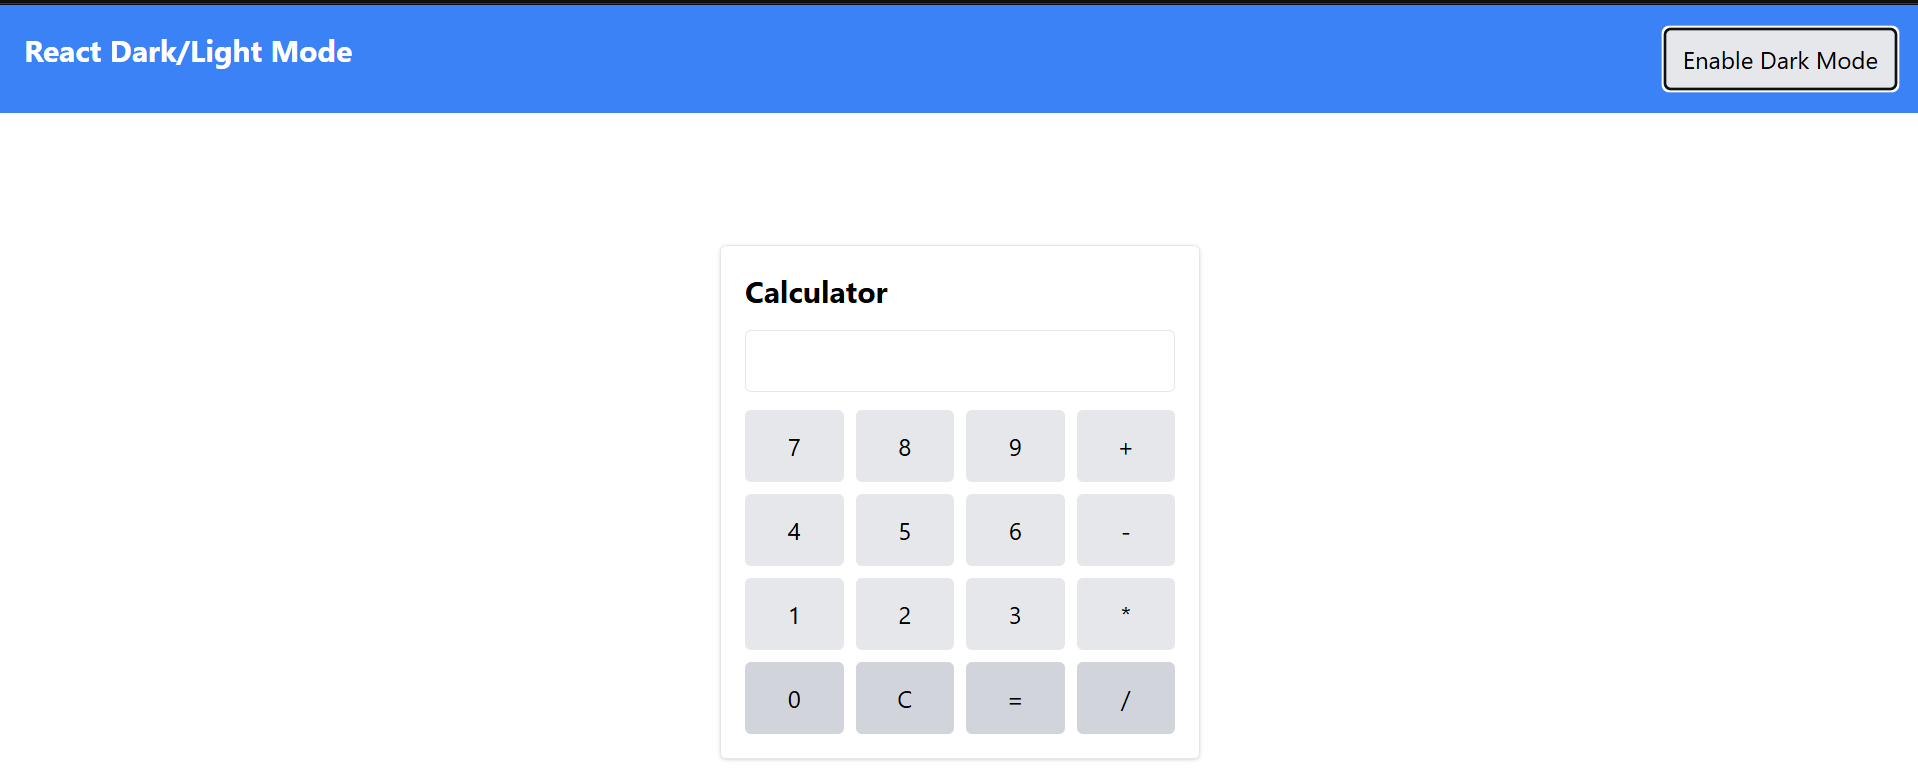 React Dark/Light Mode
Enable Dark Mode
Calculator
7 8 9 +
4 5 6 -
1 2 3 *
0 C = /